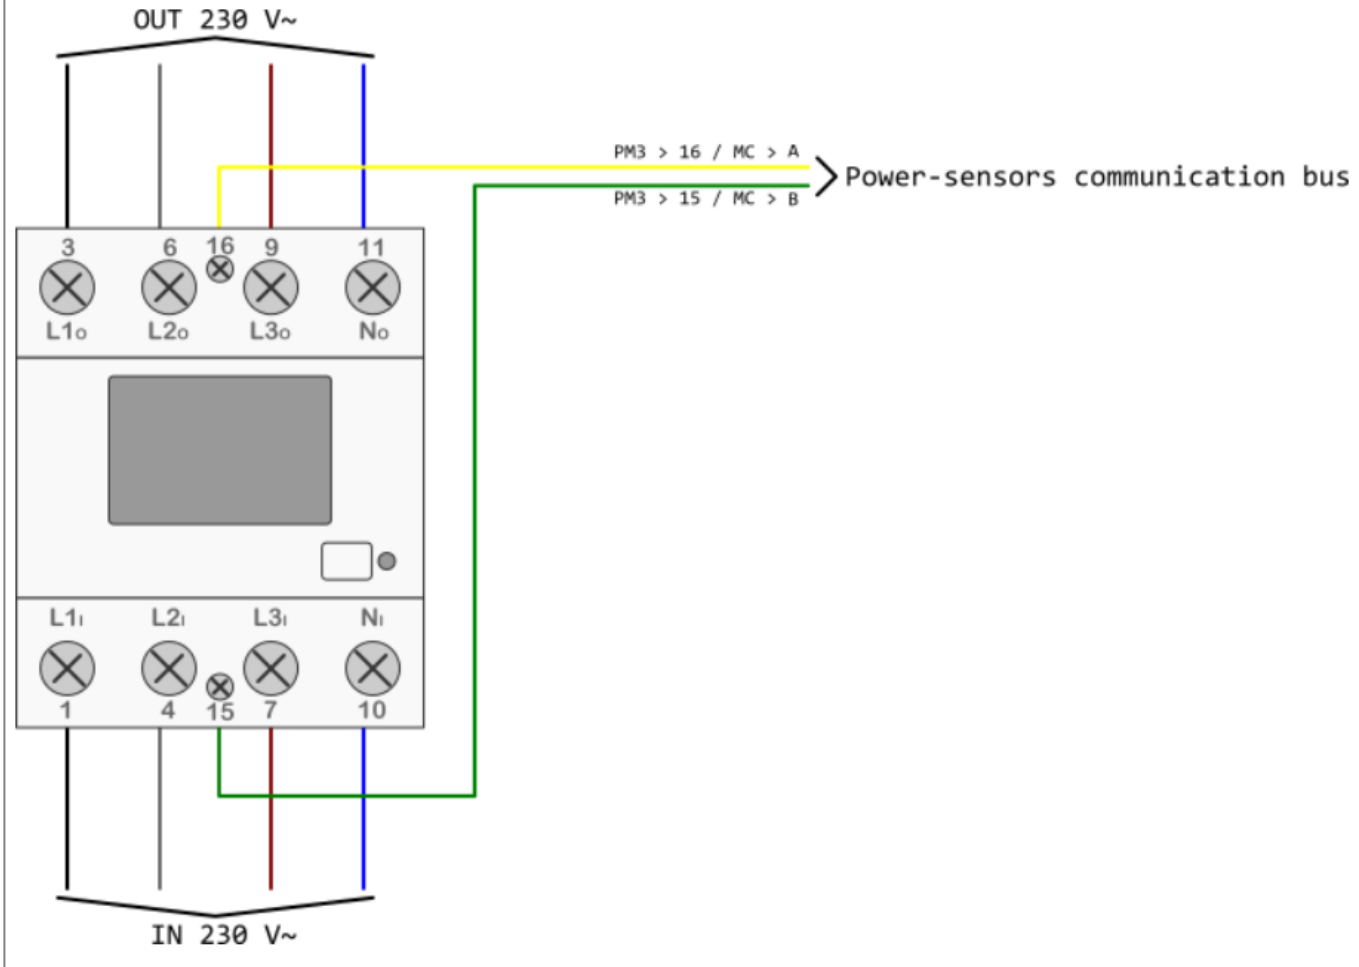 OUT 230 V~
PM3 > 16 / MC > A
Power-sensors communication bus
PM3 > 15 / MC > B
3 6 16 9 11
L1o L2o L3o No
L1I L2I L3I NI
1 4 15 7 10
IN 230 V~